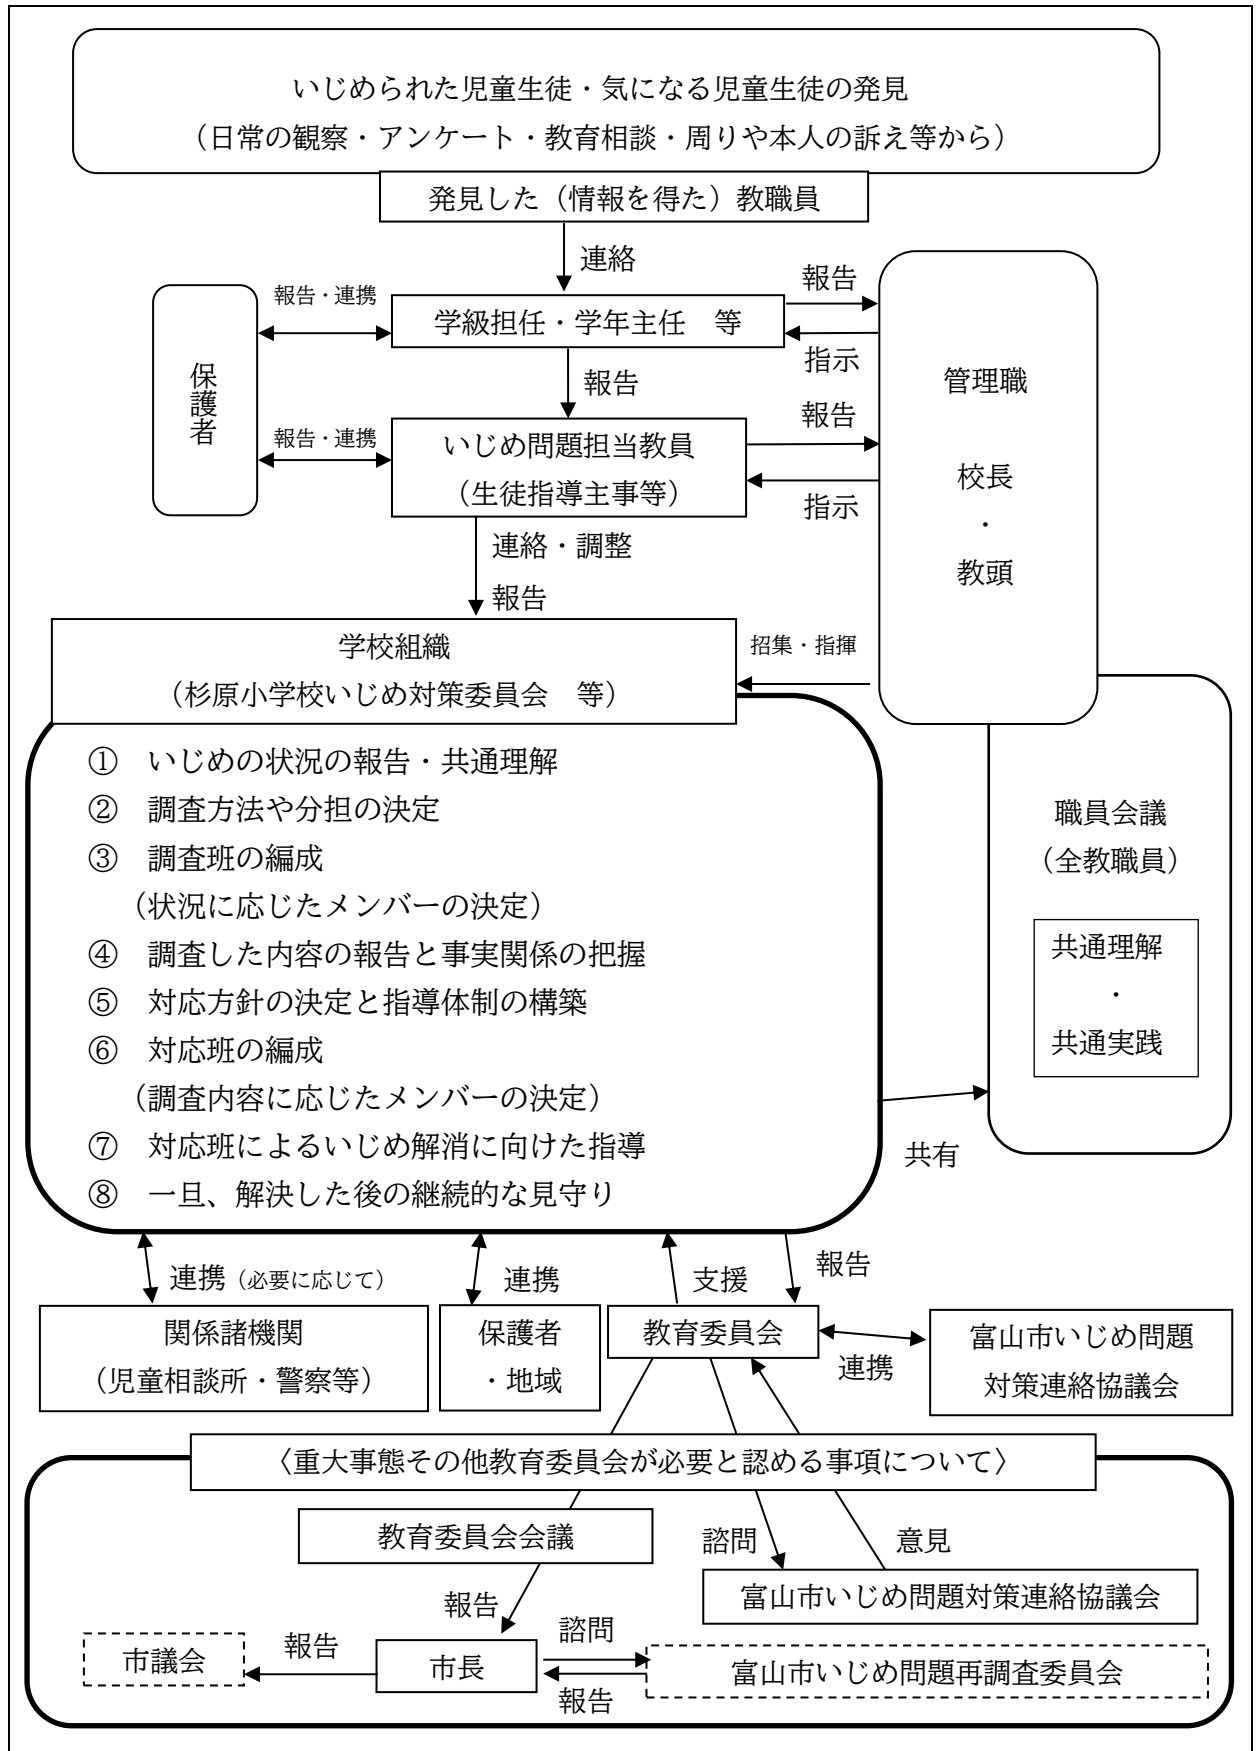 いじめられた児童生徒・気になる児童生徒の発見
（日常の観察・アンケート・教育相談・周りや本人の訴え等から）
発見した（情報を得た）教職員
連絡
報告
報告・連携
学級担任・学年主任　等
指示
保護者
報告
管理職
報告
報告・連携
いじめ問題担当教員
（生徒指導主事等）
指示
校長
・
教頭
連絡・調整
報告
学校組織
（杉原小学校いじめ対策委員会　等）
招集・指揮
①　いじめの状況の報告・共通理解
②　調査方法や分担の決定
③　調査班の編成
（状況に応じたメンバーの決定）
④　調査した内容の報告と事実関係の把握
⑤　対応方針の決定と指導体制の構築
⑥　対応班の編成
（調査内容に応じたメンバーの決定）
⑦　対応班によるいじめ解消に向けた指導
⑧　一旦、解決した後の継続的な見守り
職員会議
（全教職員）
共通理解
・
共通実践
共有
連携（必要に応じて）
連携
支援
報告
関係諸機関
（児童相談所・警察等）
保護者
・地域
教育委員会
連携
富山市いじめ問題
対策連絡協議会
〈重大事態その他教育委員会が必要と認める事項について〉
教育委員会会議
諮問
意見
富山市いじめ問題対策連絡協議会
報告
市議会
報告
市長
諮問
報告
富山市いじめ問題再調査委員会